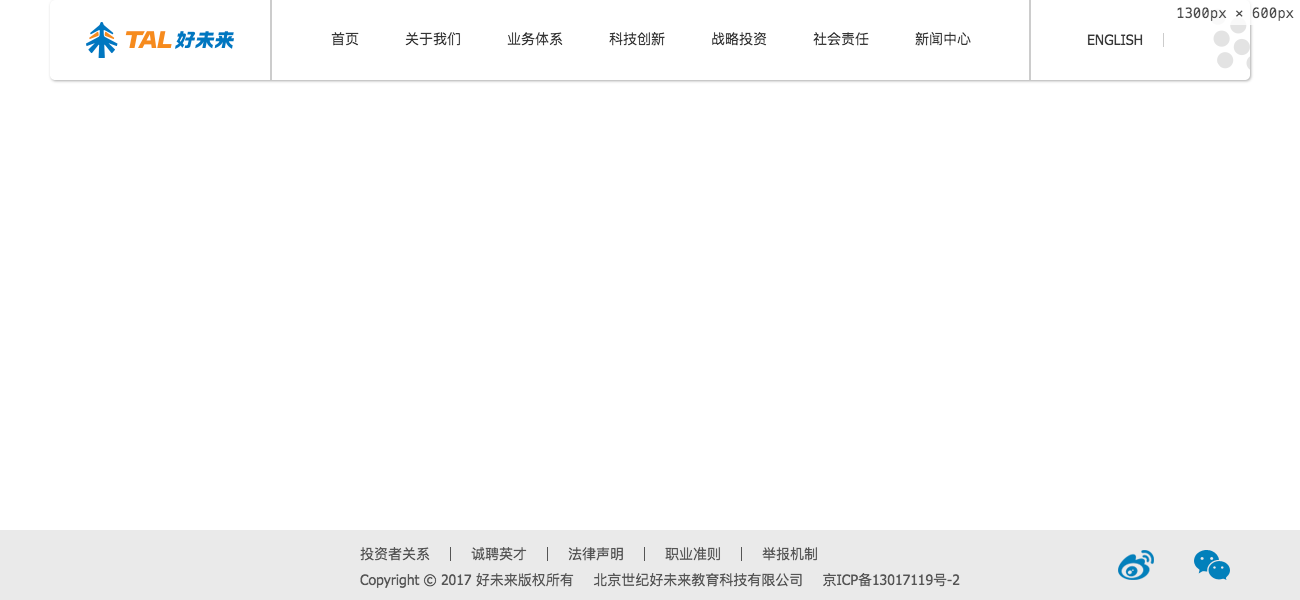 1300px × 600px
TAL 好未来
首页 关于我们 业务体系 科技创新 战略投资 社会责任 新闻中心 ENGLISH
投资者关系 | 诚聘英才 | 法律声明 | 职业准则 | 举报机制
Copyright © 2017 好未来版权所有 北京世纪好未来教育科技有限公司 京ICP备13017119号-2